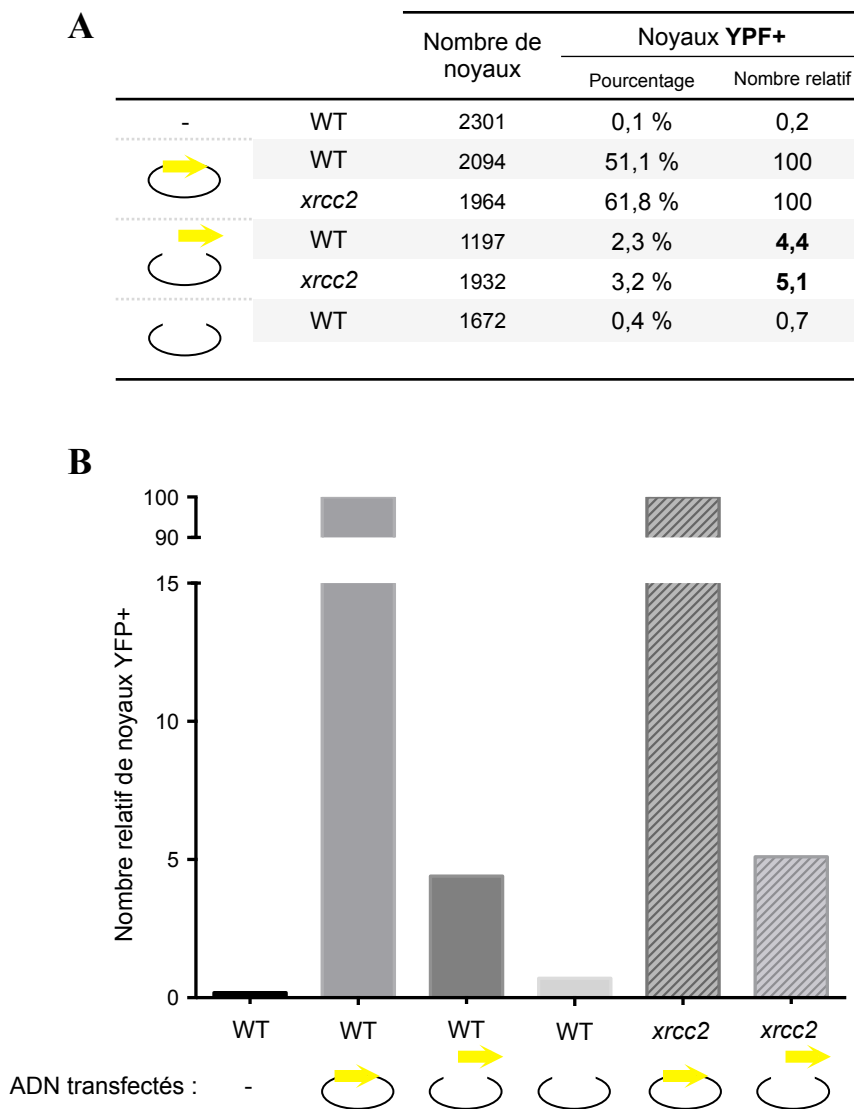 A
Nombre de noyaux
Noyaux YPF+
Pourcentage
Nombre relatif
- WT 2301 0,1 % 0,2
WT 2094 51,1 % 100
xrcc2 1964 61,8 % 100
WT 1197 2,3 % 4,4
xrcc2 1932 3,2 % 5,1
WT 1672 0,4 % 0,7
B
Nombre relatif de noyaux YFP+
100
90
15
10
5
0
WT WT WT WT xrcc2 xrcc2
ADN transfectés : -